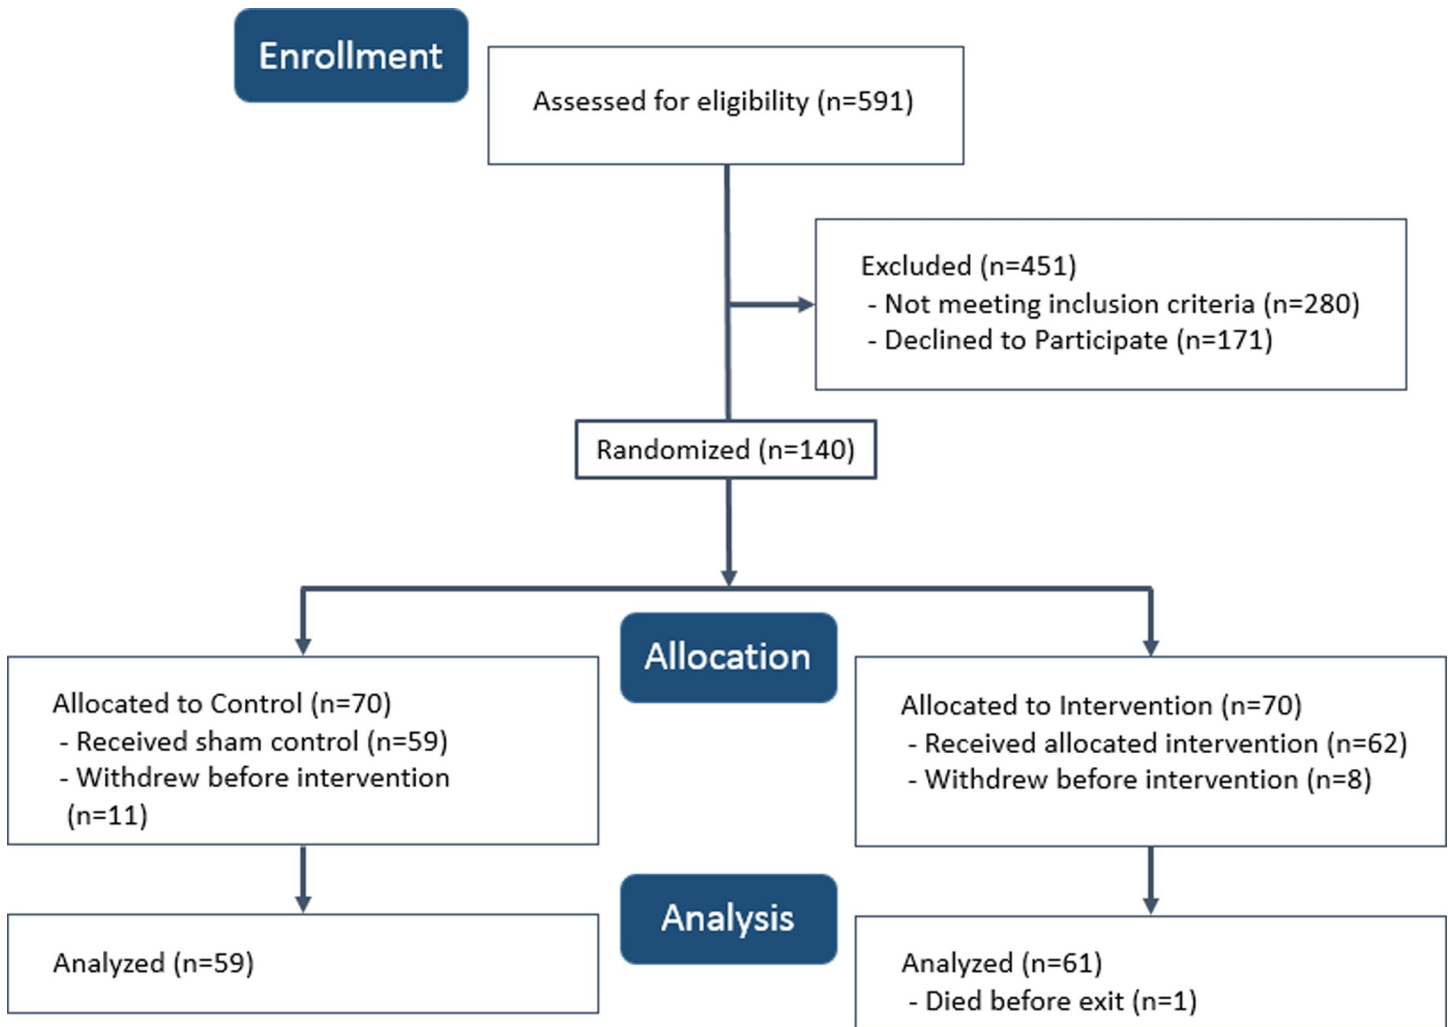 Enrollment
Assessed for eligibility (n=591)
Excluded (n=451)
- Not meeting inclusion criteria (n=280)
- Declined to Participate (n=171)
Randomized (n=140)
Allocation
Allocated to Control (n=70)
- Received sham control (n=59)
- Withdrew before intervention
(n=11)
Allocated to Intervention (n=70)
- Received allocated intervention (n=62)
- Withdrew before intervention (n=8)
Analysis
Analyzed (n=59)
Analyzed (n=61)
- Died before exit (n=1)